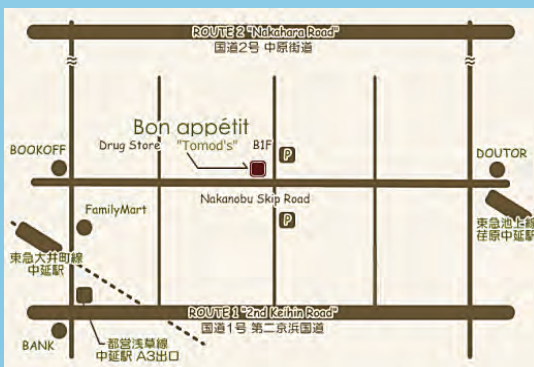 ROUTE 2 "Nakahara Road"
国道2号 中原街道
Bon appétit
Drug Store "Tomod's" B1F
P
BOOKOFF
DOUTOR
Nakanobu Skip Road
FamilyMart
P
東急池上線
荏原中延駅
東急大井町線
中延駅
ROUTE 1 "2nd Keihin Road"
国道1号 第二京浜国道
BANK
都営浅草線
中延駅 A3出口